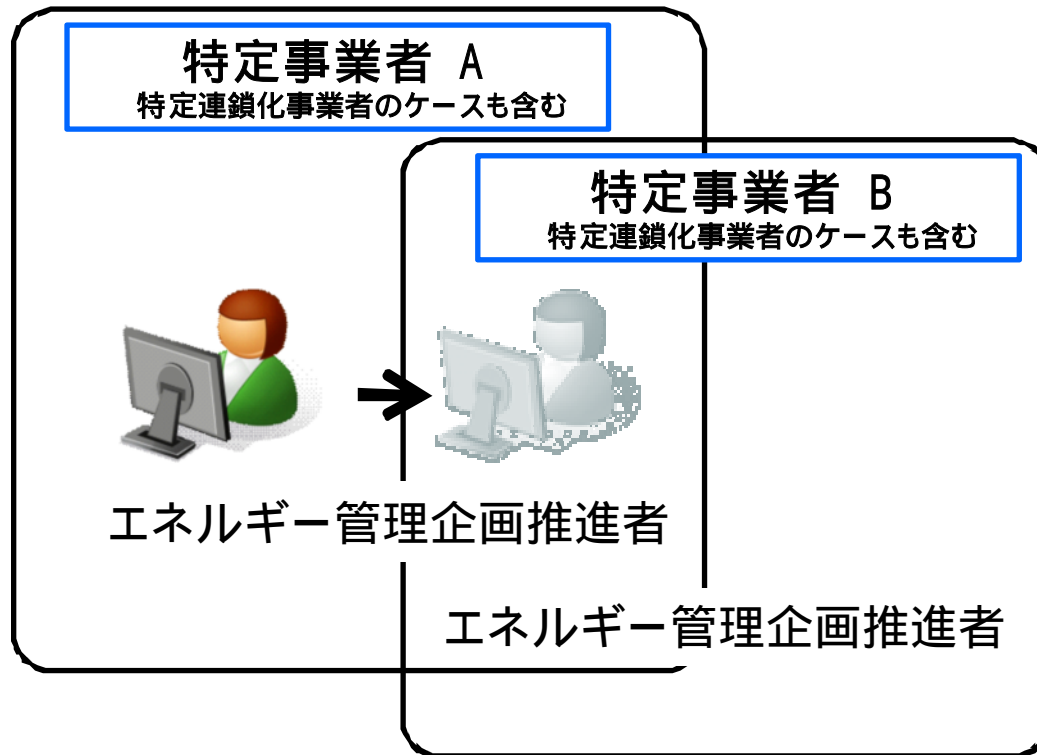 特定事業者 A
特定連鎖化事業者のケースも含む
特定事業者 B
特定連鎖化事業者のケースも含む
エネルギー管理企画推進者
エネルギー管理企画推進者